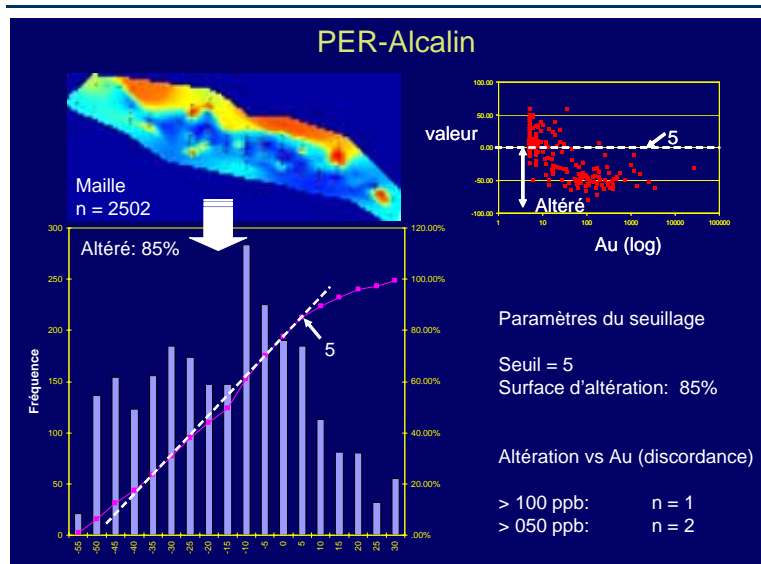 PER-Alcalin
Maille
n = 2502
valeur
100.00
50.00
0.00
-50.00
-100.00
5
Altéré
1 10 100 1000 10000 100000
Au (log)
Altéré: 85%
Fréquence
300
250
200
150
100
50
0
120.00%
100.00%
80.00%
60.00%
40.00%
20.00%
.00%
5
-55 -50 -45 -40 -35 -30 -25 -20 -15 -10 -5 0 5 10 15 20 25 30
Paramètres du seuillage
Seuil = 5
Surface d'altération: 85%
Altération vs Au (discordance)
> 100 ppb: n = 1
> 050 ppb: n = 2